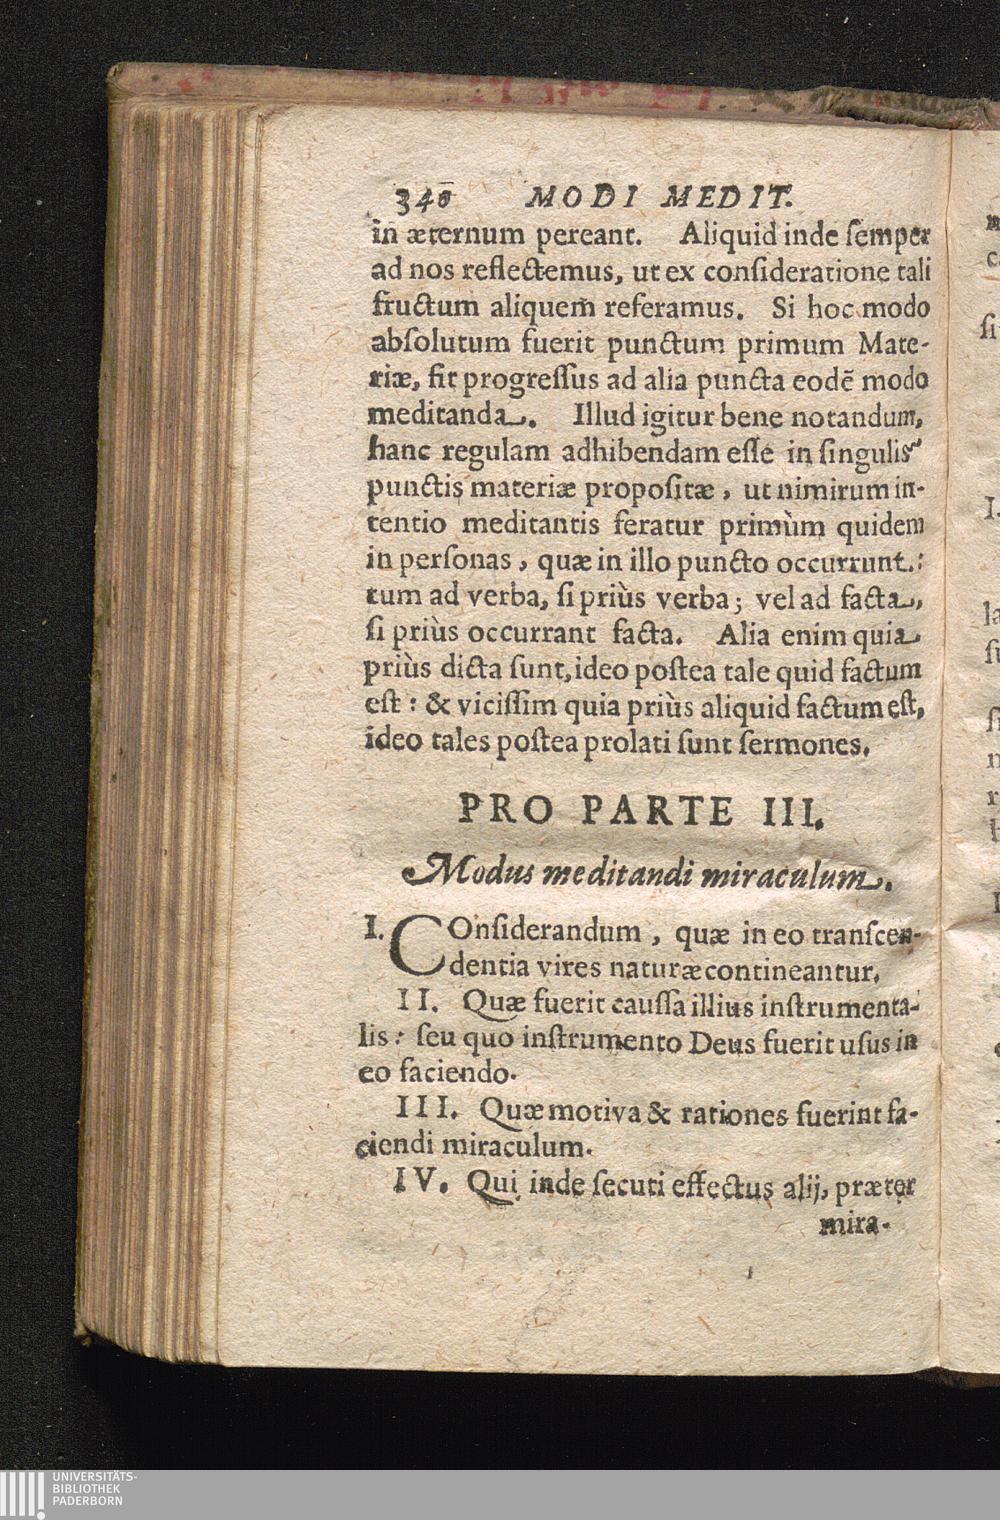 340 MODI MEDIT.
in æternum pereant. Aliquid inde ſemper
ad nos reflectemus, ut ex conſideratione tali
fructum aliquem referamus. Si hoc modo
abſolutum fuerit punctum primum Mate-
riæ, fit progreſſus ad alia puncta eodē modo
meditanda. Illud igitur bene notandum,
hanc regulam adhibendam eſſe in ſingulis
punctis materiæ propoſitæ, ut nimirum in-
tentio meditantis feratur primùm quidem
in perſonas, quæ in illo puncto occurrunt:
tum ad verba, ſi priùs verba; vel ad facta,
ſi priùs occurrant facta. Alia enim quia
priùs dicta ſunt, ideo poſtea tale quid factum
eſt: & viciſſim quia priùs aliquid factum eſt,
ideo tales poſtea prolati ſunt ſermones.
PRO PARTE III.
Modus meditandi miraculum.
I. COnſiderandum, quæ in eo tranſcen-
dentia vires naturæ contineantur.
II. Quæ fuerit cauſſa illius inſtrumenta-
lis: ſeu quo inſtrumento Deus fuerit uſus in
eo faciendo.
III. Quæ motiva & rationes fuerint fa-
ciendi miraculum.
IV. Qui inde ſecuti effectus alij, præter
mira-
UNIVERSITÄTS-
BIBLIOTHEK
PADERBORN